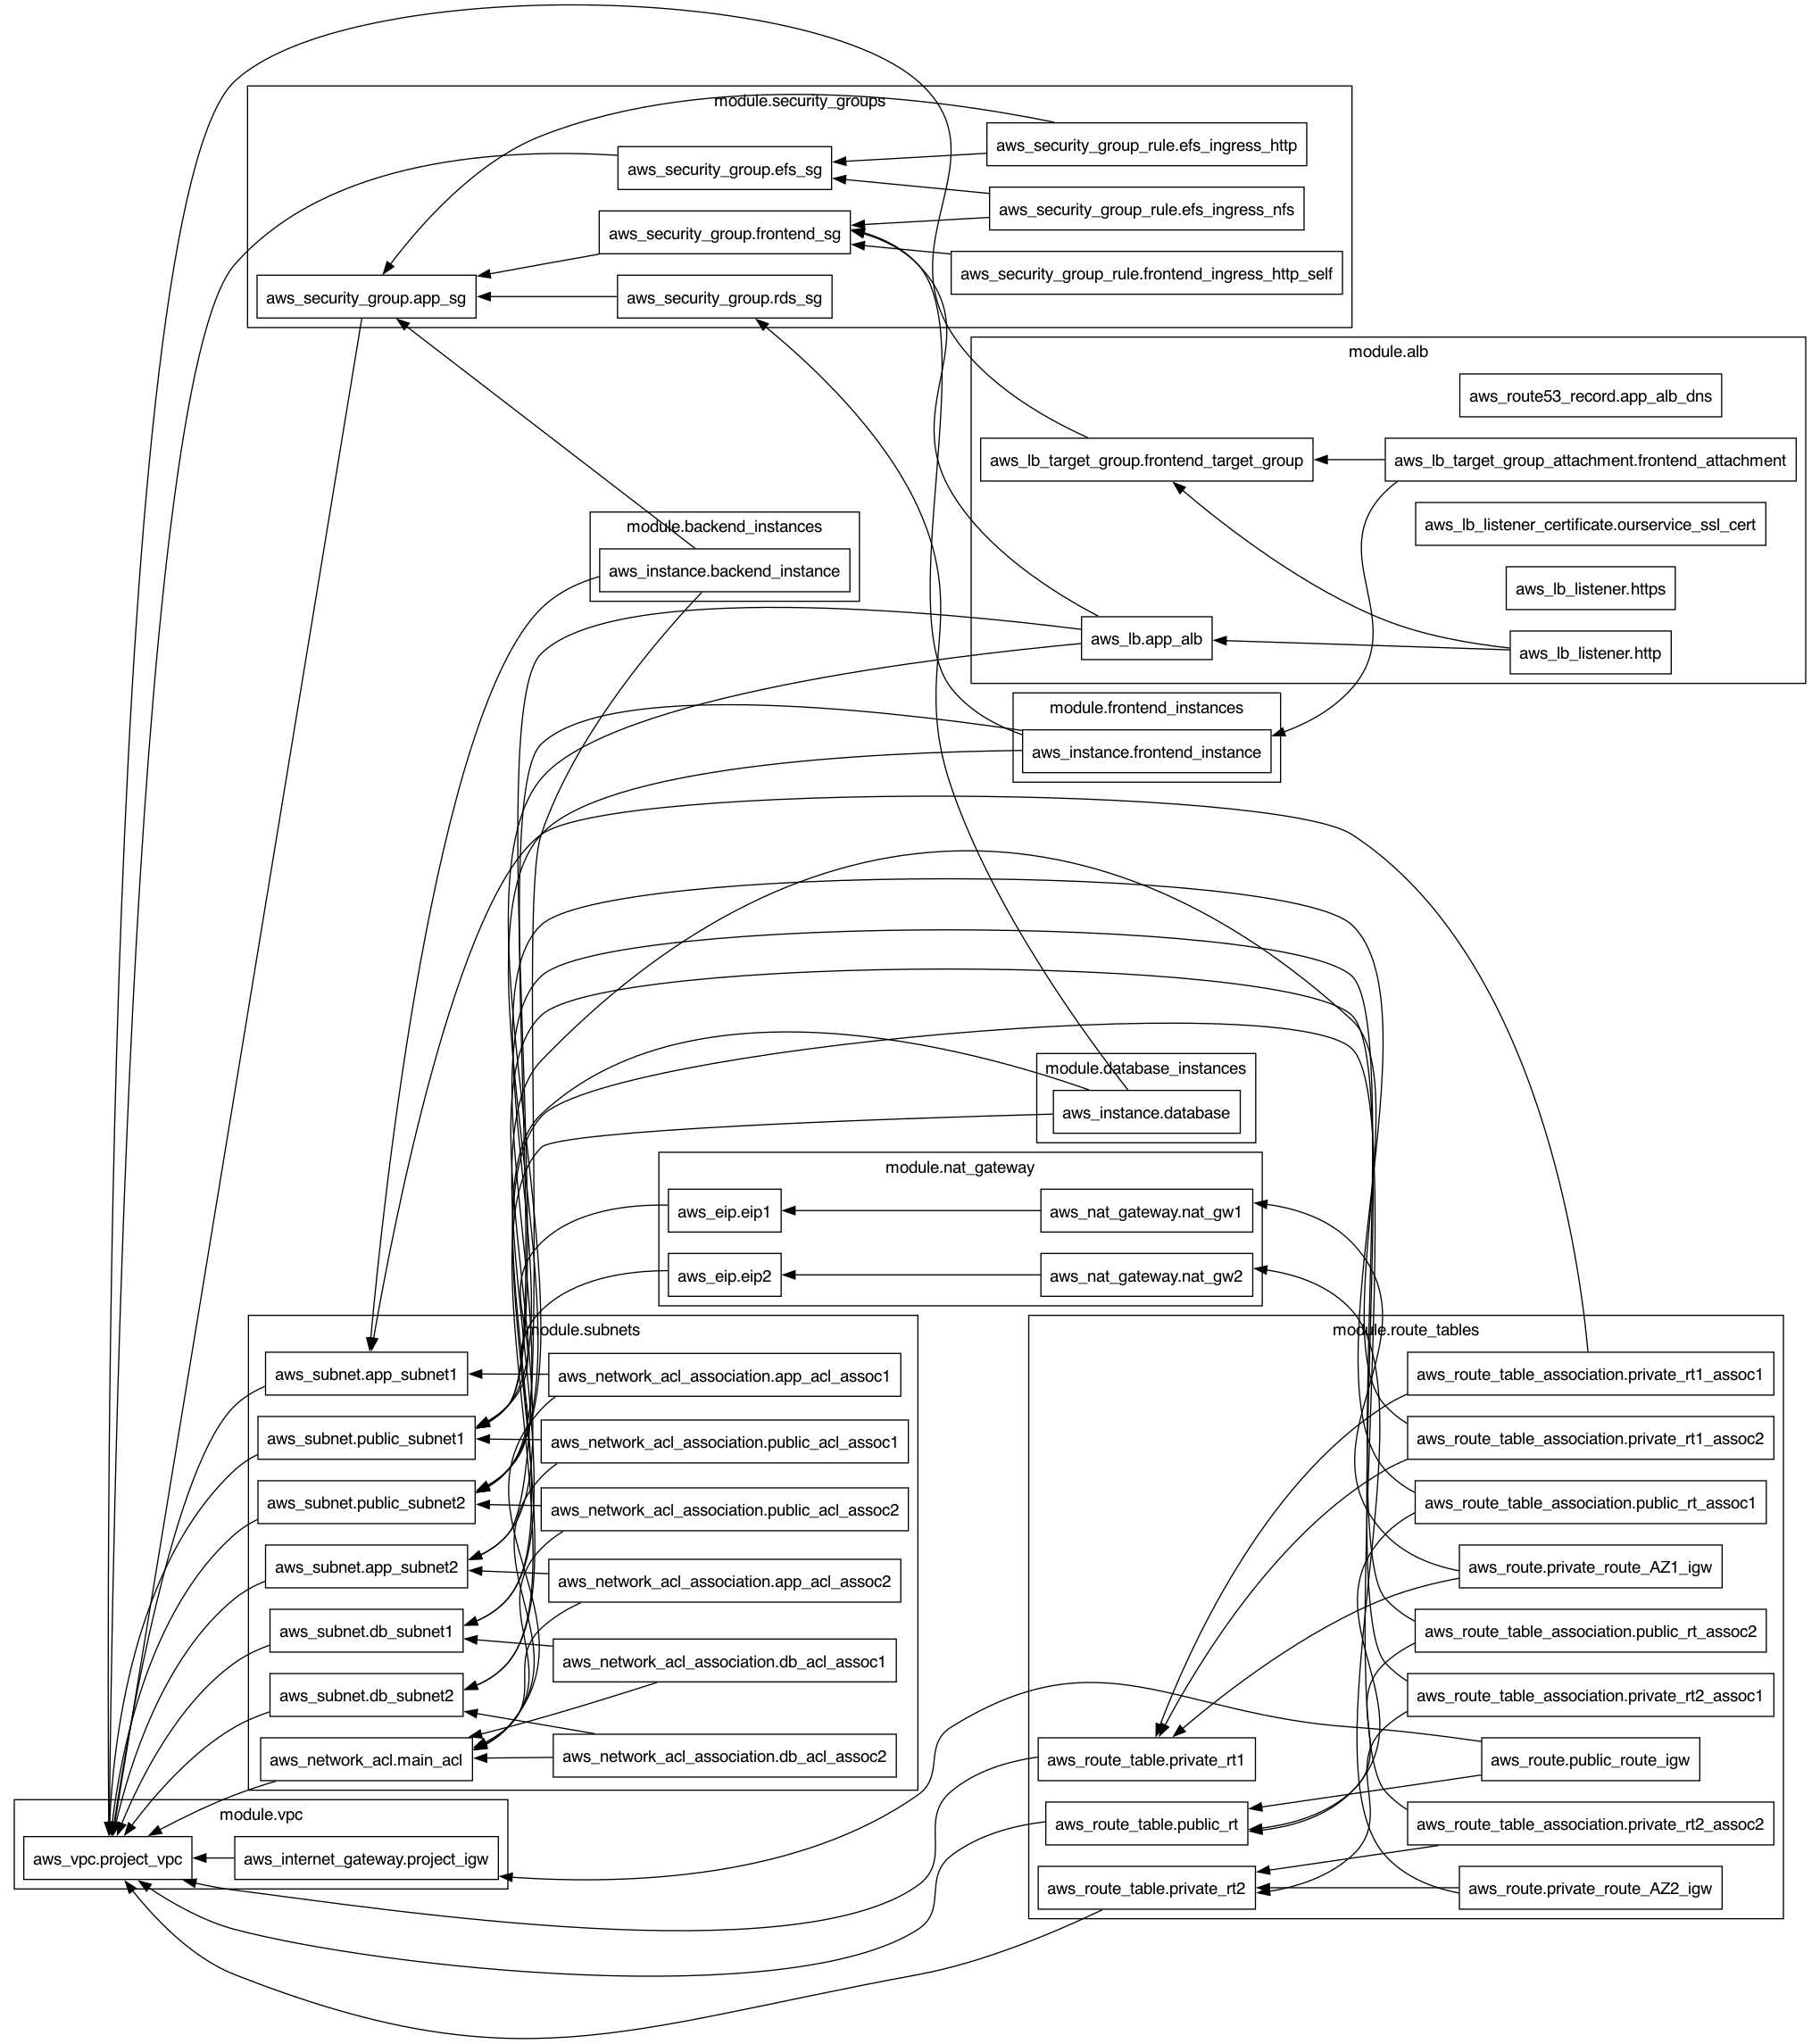 module.security_groups
aws_security_group_rule.efs_ingress_http
aws_security_group.efs_sg
aws_security_group_rule.efs_ingress_nfs
aws_security_group.frontend_sg
aws_security_group_rule.frontend_ingress_http_self
aws_security_group.app_sg
aws_security_group.rds_sg
module.alb
aws_route53_record.app_alb_dns
aws_lb_target_group.frontend_target_group
aws_lb_target_group_attachment.frontend_attachment
aws_lb_listener_certificate.ourservice_ssl_cert
aws_lb_listener.https
aws_lb.app_alb
aws_lb_listener.http
module.backend_instances
aws_instance.backend_instance
module.frontend_instances
aws_instance.frontend_instance
module.database_instances
aws_instance.database
module.nat_gateway
aws_eip.eip1
aws_nat_gateway.nat_gw1
aws_eip.eip2
aws_nat_gateway.nat_gw2
module.subnets
aws_subnet.app_subnet1
aws_network_acl_association.app_acl_assoc1
aws_subnet.public_subnet1
aws_network_acl_association.public_acl_assoc1
aws_subnet.public_subnet2
aws_network_acl_association.public_acl_assoc2
aws_subnet.app_subnet2
aws_network_acl_association.app_acl_assoc2
aws_subnet.db_subnet1
aws_network_acl_association.db_acl_assoc1
aws_subnet.db_subnet2
aws_network_acl.main_acl
aws_network_acl_association.db_acl_assoc2
module.route_tables
aws_route_table_association.private_rt1_assoc1
aws_route_table_association.private_rt1_assoc2
aws_route_table_association.public_rt_assoc1
aws_route.private_route_AZ1_igw
aws_route_table_association.public_rt_assoc2
aws_route_table_association.private_rt2_assoc1
aws_route_table.private_rt1
aws_route.public_route_igw
aws_route_table.public_rt
aws_route_table_association.private_rt2_assoc2
aws_route_table.private_rt2
aws_route.private_route_AZ2_igw
module.vpc
aws_vpc.project_vpc
aws_internet_gateway.project_igw